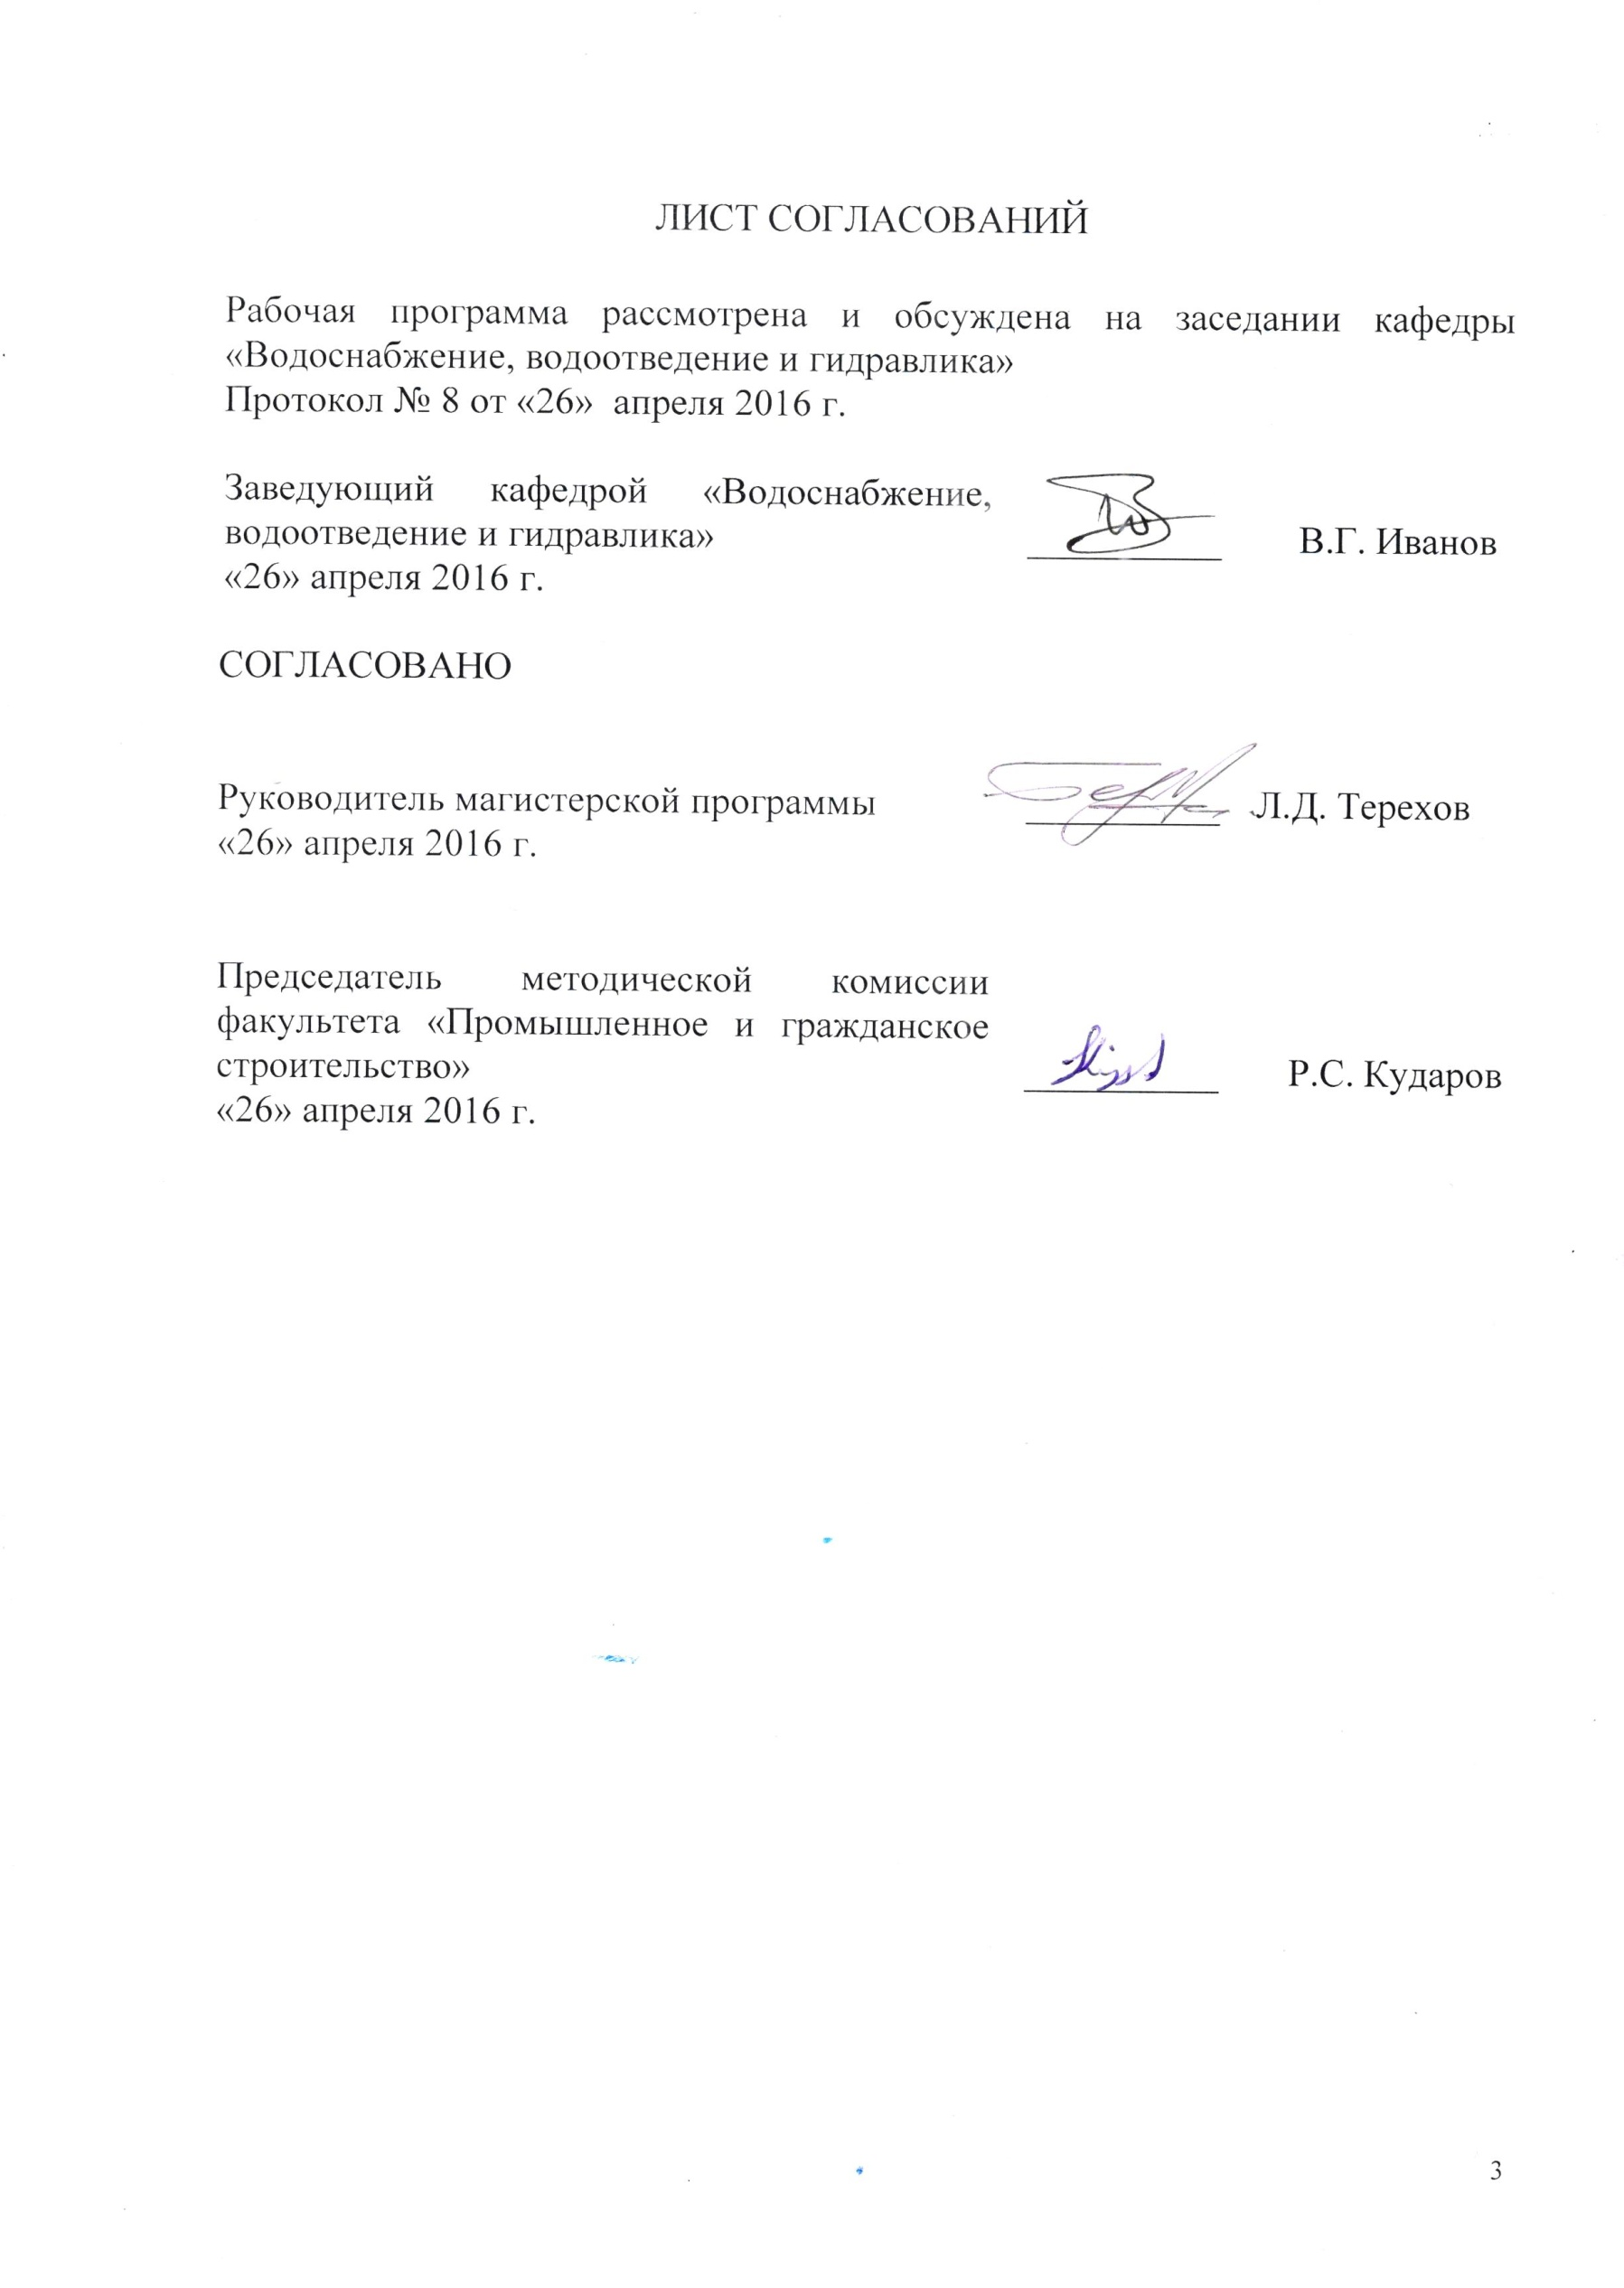 ЛИСТ СОГЛАСОВАНИЙ
Рабочая программа рассмотрена и обсуждена на заседании кафедры
«Водоснабжение, водоотведение и гидравлика»
Протокол № 8 от «26» апреля 2016 г.
Заведующий кафедрой «Водоснабжение,
водоотведение и гидравлика» В.Г. Иванов
«26» апреля 2016 г.
СОГЛАСОВАНО
Руководитель магистерской программы Л.Д. Терехов
«26» апреля 2016 г.
Председатель методической комиссии
факультета «Промышленное и гражданское
строительство» Р.С. Кударов
«26» апреля 2016 г.
3